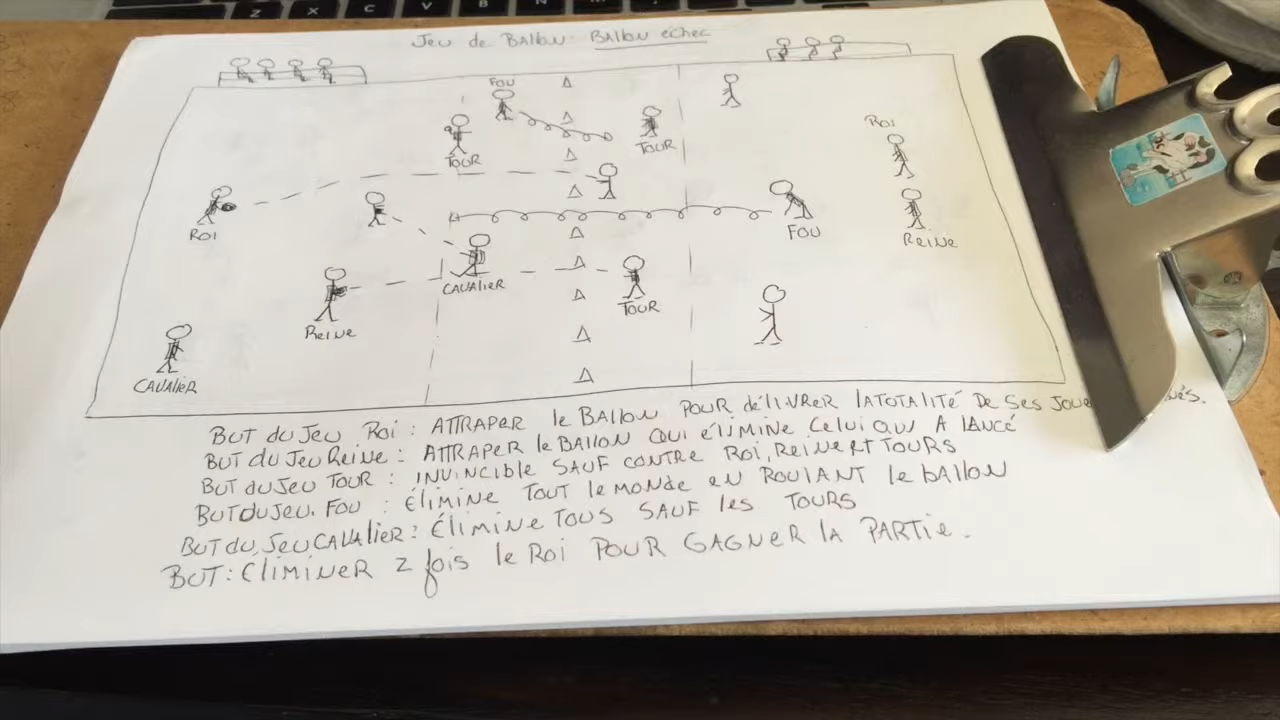 Jeu de Ballon: Ballon échec
Fou
Tour
Tour
Roi
Roi
Fou
Reine
Cavalier
Tour
Reine
Cavalier
But du jeu Roi : Attraper le Ballon pour délivrer la totalité de ses
But du jeu Reine : Attraper le Ballon qui élimine celui qui a lancé
But du jeu Tour : invincible sauf contre Roi, Reine et Tours
But du jeu. Fou : élimine tout le monde en roulant le ballon
But du jeu Cavalier : élimine tous sauf les Tours
But : éliminer 2 fois le Roi pour gagner la partie.
Z X C V B N